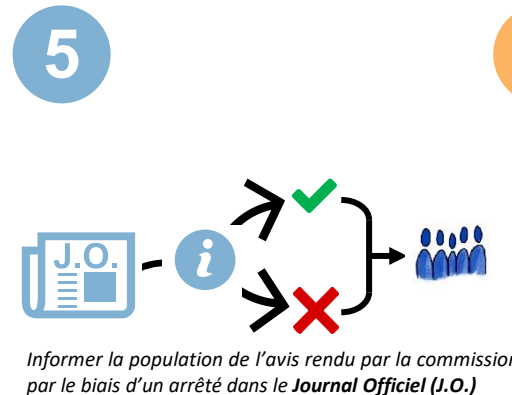 5
J.O.
i
Informer la population de l’avis rendu par la commission
par le biais d’un arrêté dans le Journal Officiel (J.O.)